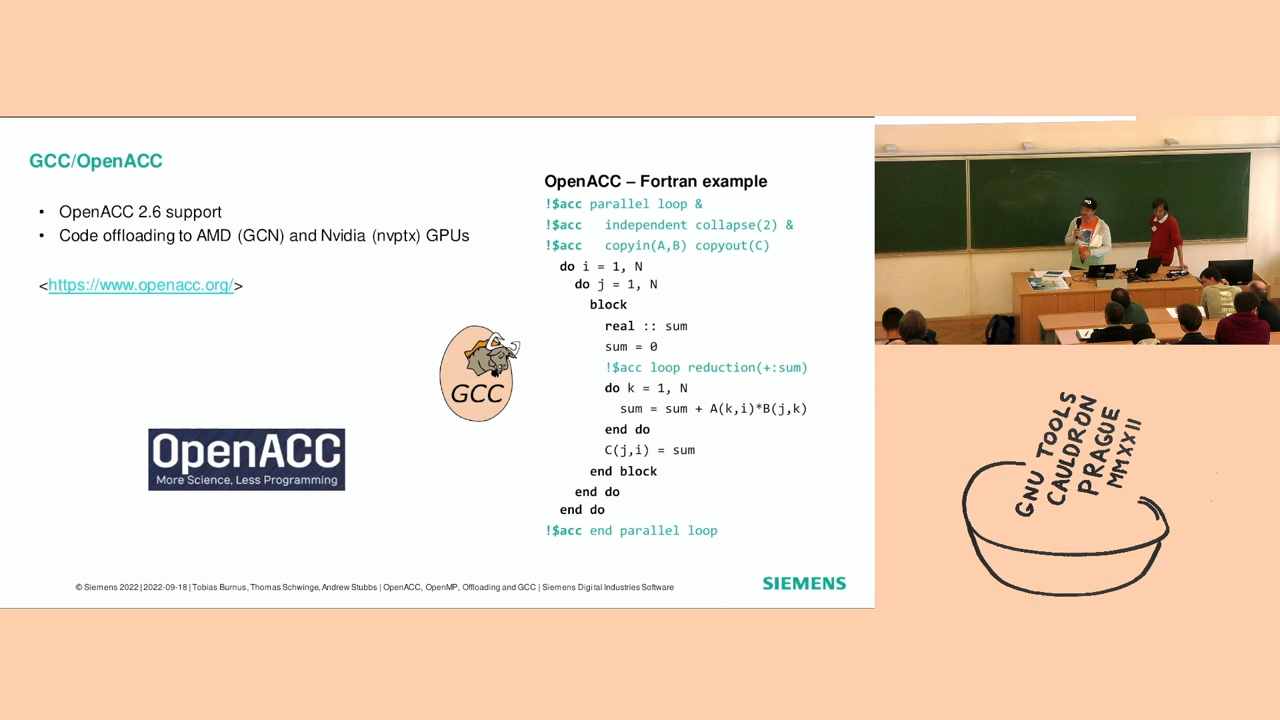 GCC/OpenACC
• OpenACC 2.6 support
• Code offloading to AMD (GCN) and Nvidia (nvptx) GPUs
<https://www.openacc.org/>
GCC
OpenACC
More Science, Less Programming
OpenACC – Fortran example
!$acc parallel loop &
!$acc   independent collapse(2) &
!$acc   copyin(A,B) copyout(C)
  do i = 1, N
    do j = 1, N
      block
        real :: sum
        sum = 0
        !$acc loop reduction(+:sum)
        do k = 1, N
          sum = sum + A(k,i)*B(j,k)
        end do
        C(j,i) = sum
      end block
    end do
  end do
!$acc end parallel loop
© Siemens 2022 | 2022-09-18 | Tobias Burnus, Thomas Schwinge, Andrew Stubbs | OpenACC, OpenMP, Offloading and GCC | Siemens Digital Industries Software
SIEMENS
GNU TOOLS
CAULDRON
PRAGUE
MMXXII